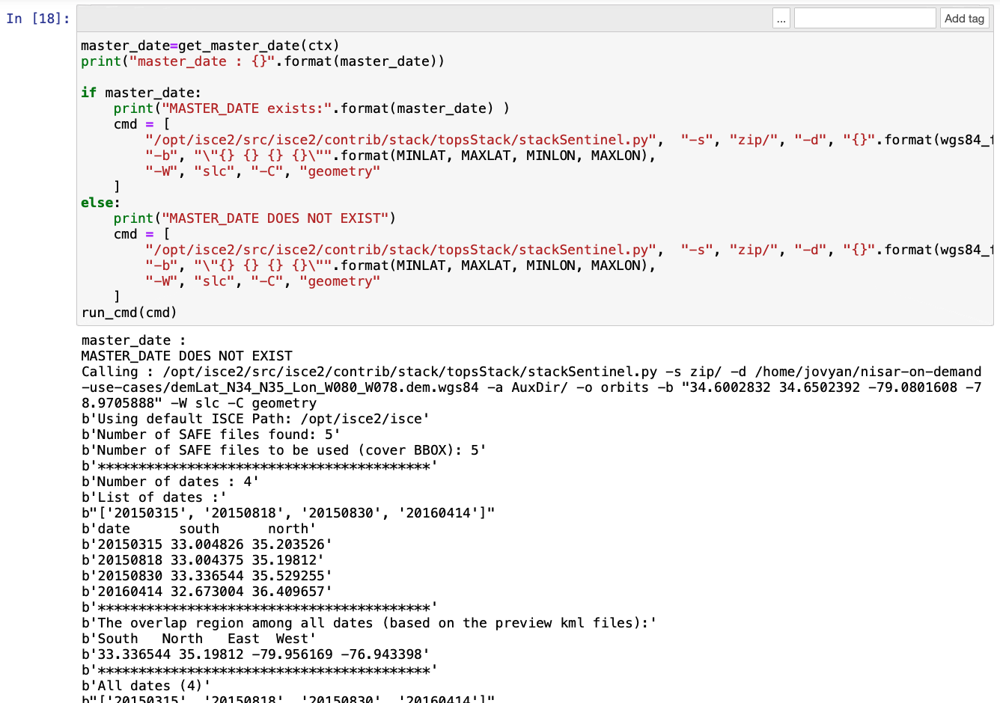 In [18]:
... Add tag
master_date=get_master_date(ctx)
print("master_date : {}".format(master_date))
if master_date:
    print("MASTER_DATE exists:".format(master_date) )
    cmd = [
        "/opt/isce2/src/isce2/contrib/stack/topsStack/stackSentinel.py",  "-s", "zip/", "-d", "{}".format(wgs84_f
        "-b", "\"{} {} {} {}\"".format(MINLAT, MAXLAT, MINLON, MAXLON),
        "-W", "slc", "-C", "geometry"
    ]
else:
    print("MASTER_DATE DOES NOT EXIST")
    cmd = [
        "/opt/isce2/src/isce2/contrib/stack/topsStack/stackSentinel.py",  "-s", "zip/", "-d", "{}".format(wgs84_f
        "-b", "\"{} {} {} {}\"".format(MINLAT, MAXLAT, MINLON, MAXLON),
        "-W", "slc", "-C", "geometry"
    ]
run_cmd(cmd)
master_date :
MASTER_DATE DOES NOT EXIST
Calling : /opt/isce2/src/isce2/contrib/stack/topsStack/stackSentinel.py -s zip/ -d /home/jovyan/nisar-on-demand
-use-cases/demLat_N34_N35_Lon_W080_W078.dem.wgs84 -a AuxDir/ -o orbits -b "34.6002832 34.6502392 -79.0801608 -7
8.9705888" -W slc -C geometry
b'Using default ISCE Path: /opt/isce2/isce'
b'Number of SAFE files found: 5'
b'Number of SAFE files to be used (cover BBOX): 5'
b'*****************************************'
b'Number of dates : 4'
b'List of dates :'
b"['20150315', '20150818', '20150830', '20160414']"
b'date      south      north'
b'20150315 33.004826 35.203526'
b'20150818 33.004375 35.19812'
b'20150830 33.336544 35.529255'
b'20160414 32.673004 36.409657'
b'*****************************************'
b'The overlap region among all dates (based on the preview kml files):'
b'South   North   East  West'
b'33.336544 35.19812 -79.956169 -76.943398'
b'*****************************************'
b'All dates (4)'
b"['20150315', '20150818', '20150830', '20160414']"